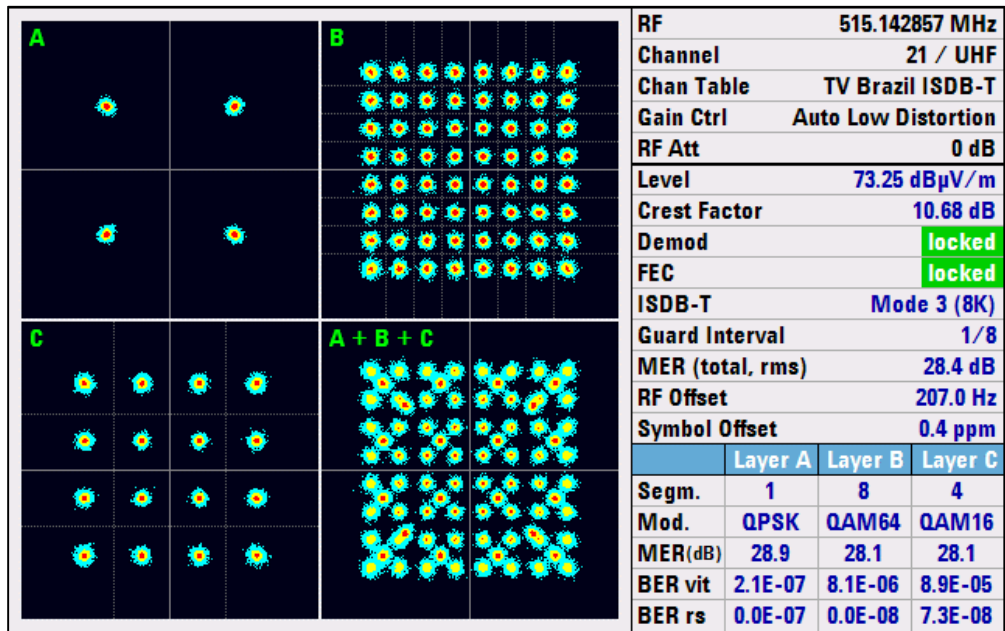 A
B
C
A + B + C
RF 515.142857 MHz
Channel 21 / UHF
Chan Table TV Brazil ISDB-T
Gain Ctrl Auto Low Distortion
RF Att 0 dB
Level 73.25 dBµV/m
Crest Factor 10.68 dB
Demod locked
FEC locked
ISDB-T Mode 3 (8K)
Guard Interval 1/8
MER (total, rms) 28.4 dB
RF Offset 207.0 Hz
Symbol Offset 0.4 ppm
Layer A Layer B Layer C
Segm. 1 8 4
Mod. QPSK QAM64 QAM16
MER(dB) 28.9 28.1 28.1
BER vit 2.1E-07 8.1E-06 8.9E-05
BER rs 0.0E-07 0.0E-08 7.3E-08